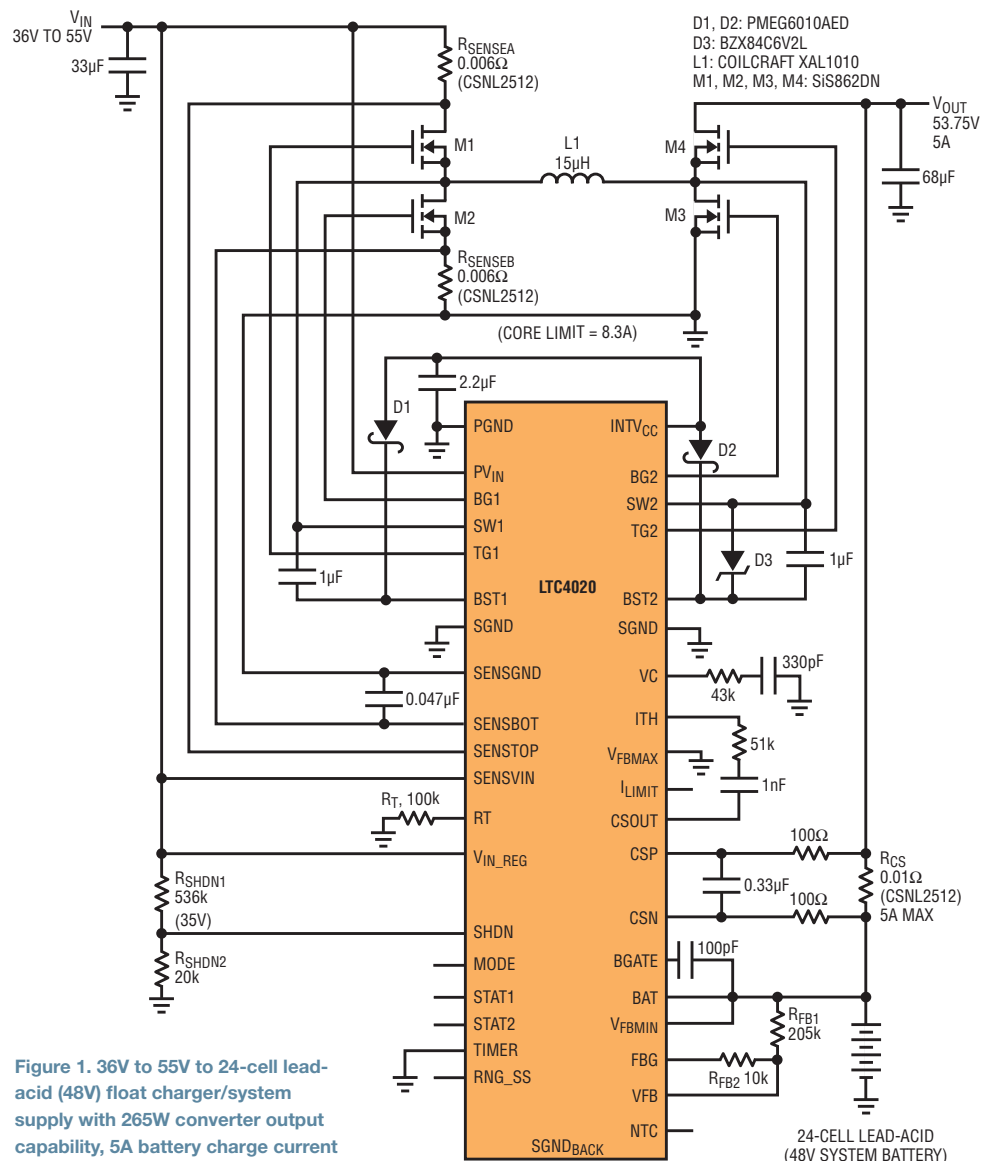 VIN
36V TO 55V
33µF
RSENSEA
0.006Ω
(CSNL2512)
D1, D2: PMEG6010AED
D3: BZX84C6V2L
L1: COILCRAFT XAL1010
M1, M2, M3, M4: SiS862DN
VOUT
53.75V
5A
68µF
M1
L1
15µH
M4
M2
M3
RSENSEB
0.006Ω
(CSNL2512)
(CORE LIMIT = 8.3A)
2.2µF
D1
D2
D3
1µF
1µF
LTC4020
PGND
PVIN
BG1
SW1
TG1
BST1
SGND
SENSGND
SENSBOT
SENSTOP
SENSVIN
RT
VIN_REG
SHDN
MODE
STAT1
STAT2
TIMER
RNG_SS
SGNDBACK
INTVCC
BG2
SW2
TG2
BST2
SGND
VC
ITH
VFBMAX
ILIMIT
CSOUT
CSP
CSN
BGATE
BAT
VFBMIN
FBG
VFB
NTC
0.047µF
RT, 100k
RSHDN1
536k
(35V)
RSHDN2
20k
330pF
43k
51k
1nF
100Ω
0.33µF
100Ω
RCS
0.01Ω
(CSNL2512)
5A MAX
100pF
RFB1
205k
RFB2 10k
24-CELL LEAD-ACID
(48V SYSTEM BATTERY)
Figure 1. 36V to 55V to 24-cell lead-
acid (48V) float charger/system
supply with 265W converter output
capability, 5A battery charge current